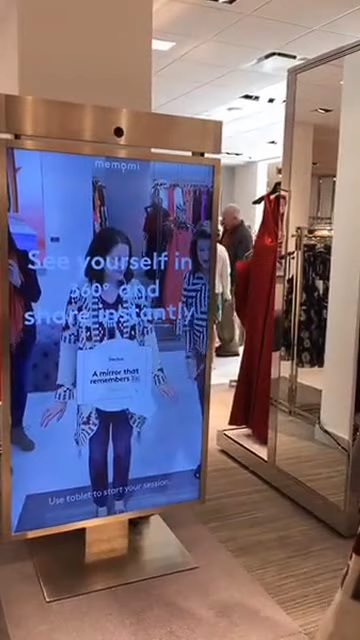 memomi
See yourself in
360° and
share instantly
A mirror that
remembers
Use tablet to start your session.